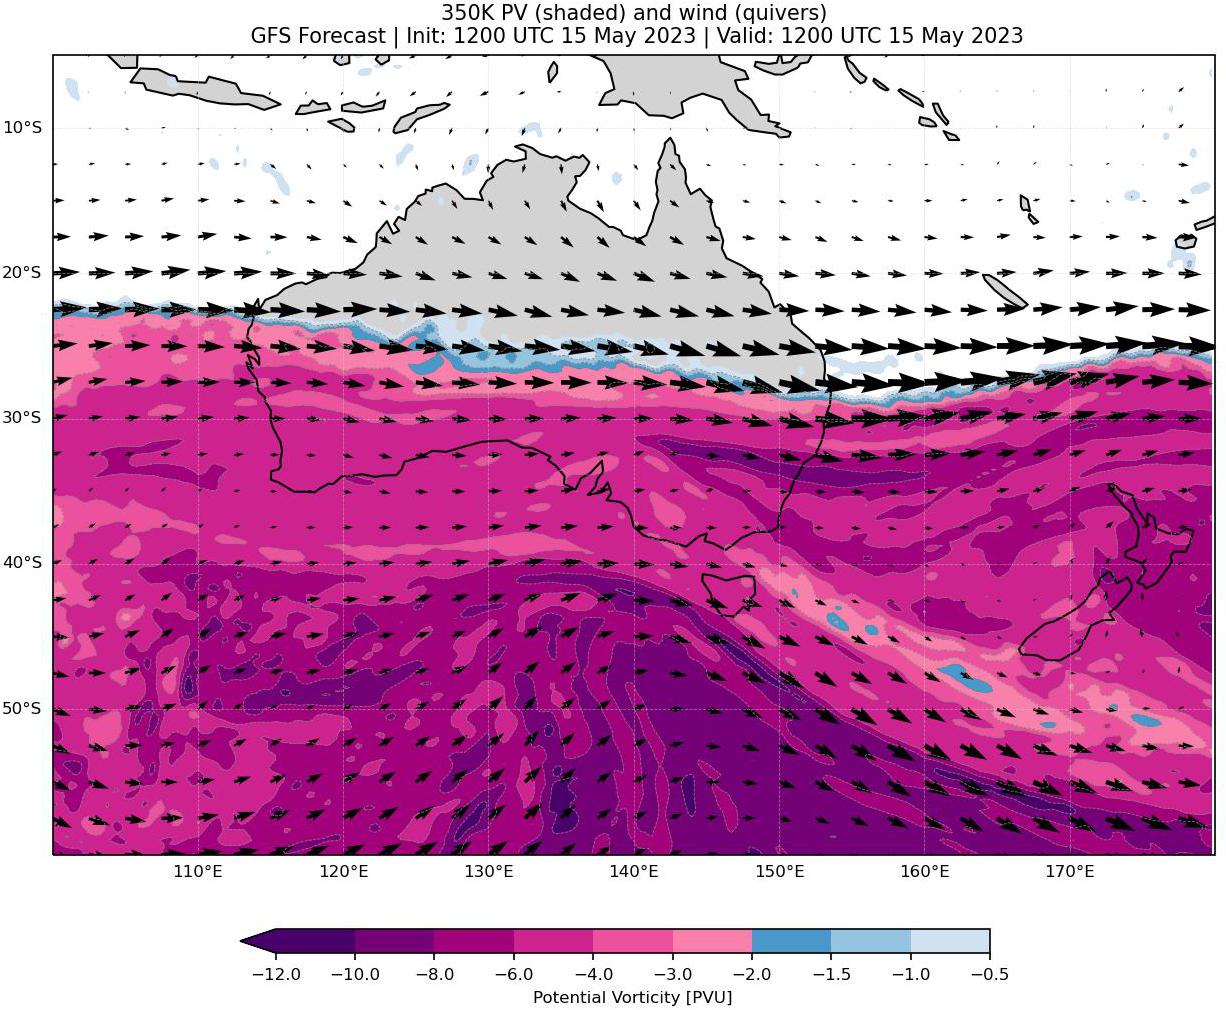 350K PV (shaded) and wind (quivers)
GFS Forecast | Init: 1200 UTC 15 May 2023 | Valid: 1200 UTC 15 May 2023
10°S
20°S
30°S
40°S
50°S
110°E 120°E 130°E 140°E 150°E 160°E 170°E
−12.0 −10.0 −8.0 −6.0 −4.0 −3.0 −2.0 −1.5 −1.0 −0.5
Potential Vorticity [PVU]